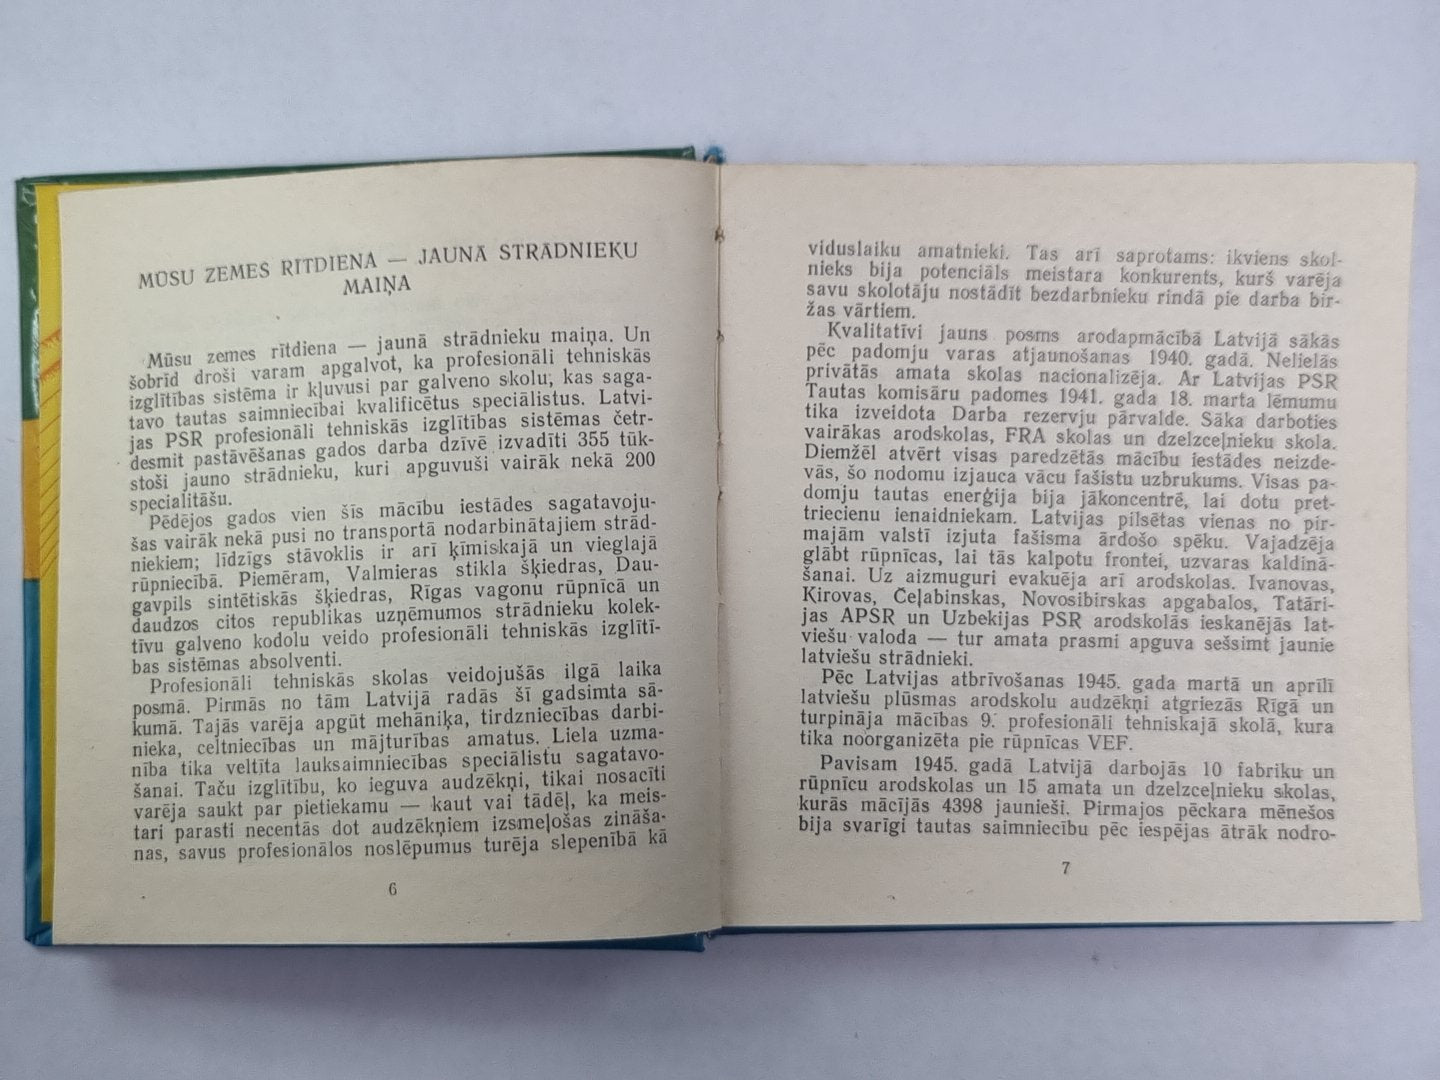 MŪSU ZEMES RĪTDIENA — JAUNĀ STRĀDNIEĶU
MAIŅA
Mūsu zemes rītdiena — jaunā strādnieku maiņa. Un
šobrīd droši varam apgalvot, ka profesionāli tehniskās
izglītības sistēma ir kļuvusi par galveno skolu, kas saga-
tavo tautas saimniecībai kvalificētus speciālistus. Latvi-
jas PSR profesionāli tehniskās izglītības sistēmas četr-
desmit pastāvēšanas gados darba dzīvē izvadīti 355 tūk-
stoši jauno strādnieku, kuri apguvuši vairāk nekā 200
specialitāšu.
Pēdējos gados vien šīs mācību iestādes sagatavoju-
šas vairāk nekā pusi no transportā nodarbinātajiem strād-
niekiem; līdzīgs stāvoklis ir arī ķīmiskajā un vieglajā
rūpniecībā. Piemēram, Valmieras stikla šķiedras, Dau-
gavpils sintētiskās šķiedras, Rīgas vagonu rūpnīcā un
daudzos citos republikas uzņēmumos strādnieku kolek-
tīvu galveno kodolu veido profesionāli tehniskās izglītī-
bas sistēmas absolventi.
Profesionāli tehniskās skolas veidojušās ilgā laika
posmā. Pirmās no tām Latvijā radās šī gadsimta sā-
kumā. Tajās varēja apgūt mehāniķa, tirdzniecības darbi-
nieka, celtniecības un mājturības amatus. Liela uzma-
nība tika veltīta lauksaimniecības speciālistu sagatavo-
šanai. Taču izglītību, ko ieguva audzēkņi, tikai nosacīti
varēja saukt par pietiekamu — kaut vai tādēļ, ka meis-
tari parasti necentās dot audzēkņiem izsmeļošas zināša-
nas, savus profesionālos noslēpumus turēja slepenībā kā
6
viduslaiku amatnieki. Tas arī saprotams: ikviens skol-
nieks bija potenciāls meistara konkurents, kurš varēja
savu skolotāju nostādīt bezdarbnieku rindā pie darba bir-
žas vārtiem.
Kvalitatīvi jauns posms arodapmācībā Latvijā sākās
pēc padomju varas atjaunošanas 1940. gadā. Nelielās
privātās amata skolas nacionalizēja. Ar Latvijas PSR
Tautas komisāru padomes 1941. gada 18. marta lēmumu
tika izveidota Darba rezervju pārvalde. Sāka darboties
vairākas arodskolas, FRA skolas un dzelzceļnieku skola.
Diemžēl atvērt visas paredzētās mācību iestādes neizde-
vās, šo nodomu izjauca vācu fašistu uzbrukums. Visas pa-
domju tautas enerģija bija jākoncentrē, lai dotu pret-
triecienu ienaidniekam. Latvijas pilsētas vienas no pir-
majām valstī izjuta fašisma ārdošo spēku. Vajadzēja
glābt rūpnīcas, lai tās kalpotu frontei, uzvaras kaldinā-
šanai. Uz aizmuguri evakuēja arī arodskolas. Ivanovas,
Kirovas, Čeļabinskas, Novosibirskas apgabalos, Tatāri-
jas APSR un Uzbekijas PSR arodskolās ieskanējās lat-
viešu valoda — tur amata prasmi apguva sešsimt jaunie
latviešu strādnieki.
Pēc Latvijas atbrīvošanas 1945. gada martā un aprīlī
latviešu plūsmas arodskolu audzēkņi atgriezās Rīgā un
turpināja mācības 9. profesionāli tehniskajā skolā, kura
tika noorganizēta pie rūpnīcas VEF.
Pavisam 1945. gadā Latvijā darbojās 10 fabriku un
rūpnīcu arodskolas un 15 amata un dzelzceļnieku skolas,
kurās mācījās 4398 jaunieši. Pirmajos pēckara mēnešos
bija svarīgi tautas saimniecību pēc iespējas ātrāk nodro-
7